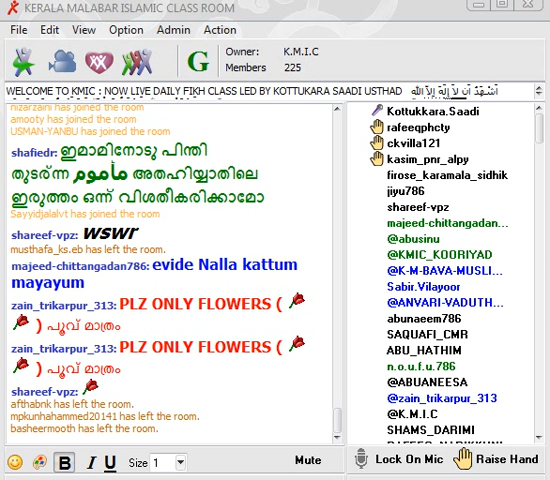 KERALA MALABAR ISLAMIC CLASS ROOM
File Edit View Option Admin Action
G
Owner: K.M.I.C
Members 225
WELCOME TO KMIC : NOW LIVE DAILY FIKH CLASS LED BY KOTTUKARA SAADI USTHAD أَشْهَدُ أَنْ لاَ إِلَهَ إِلاَّ اللَّهُ
nizarzaini has joined the room
amooty has joined the room
USMAN-YANBU has joined the room
shafiedr: ഇമാമിനോടു പിന്തി
തുടര്ന്ന مأموم അതഹിയ്യാതിലെ
ഇരുത്തം ഒന്ന് വിശതീകരിക്കാമോ
Sayyidjalalvt has joined the room
shareef-vpz: wswr
musthafa_ks.eb has left the room.
majeed-chittangadan786: evide Nalla kattum
mayayum
zain_trikarpur_313: PLZ ONLY FLOWERS (
) പൂവ് മാത്രം
zain_trikarpur_313: PLZ ONLY FLOWERS (
) പൂവ് മാത്രം
shareef-vpz:
afthabnk has left the room.
mpkunhahammed20141 has left the room.
basheermooth has left the room.
B I U Size 1 Mute
Kottukkara.Saadi
rafeeqphcty
ckvilla121
kasim_pnr_alpy
firose_karamala_sidhik
jiyu786
shareef-vpz
majeed-chittangadan...
@abusinu
@KMIC_KOORIYAD
@K-M-BAVA-MUSLI...
Sabir.Vilayoor
@ANVARI-VADUTH...
abunaeem786
SAQUAFI_CMR
ABU_HATHIM
n.o.u.f.u.786
@ABUANEESA
@zain_trikarpur_313
@K.M.I.C
SHAMS_DARIMI
Lock On Mic Raise Hand